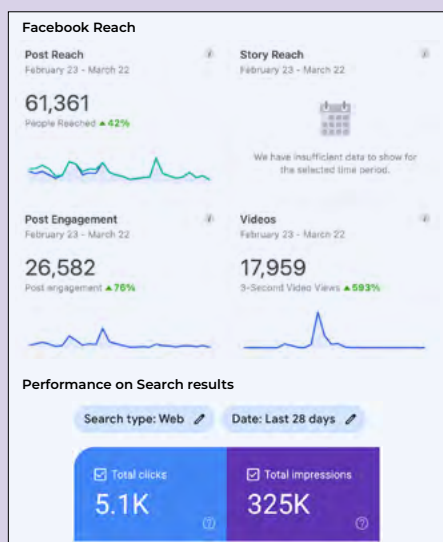 Facebook Reach
Post Reach
February 23 - March 22
61,361
People Reached ▲ 42%
Story Reach
February 23 - March 22
We have insufficient data to show for
the selected time period.
Post Engagement
February 23 - March 22
26,582
Post engagement ▲ 76%
Videos
February 23 - March 22
17,959
3-Second Video Views ▲ 593%
Performance on Search results
Search type: Web
Date: Last 28 days
Total clicks
5.1K
Total impressions
325K